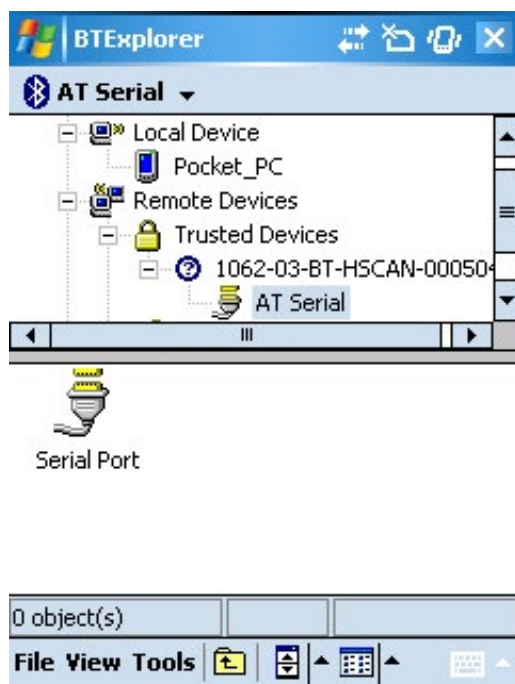 BTExplorer
AT Serial
Local Device
Pocket_PC
Remote Devices
Trusted Devices
1062-03-BT-HSCAN-00050
AT Serial
Serial Port
0 object(s)
File View Tools